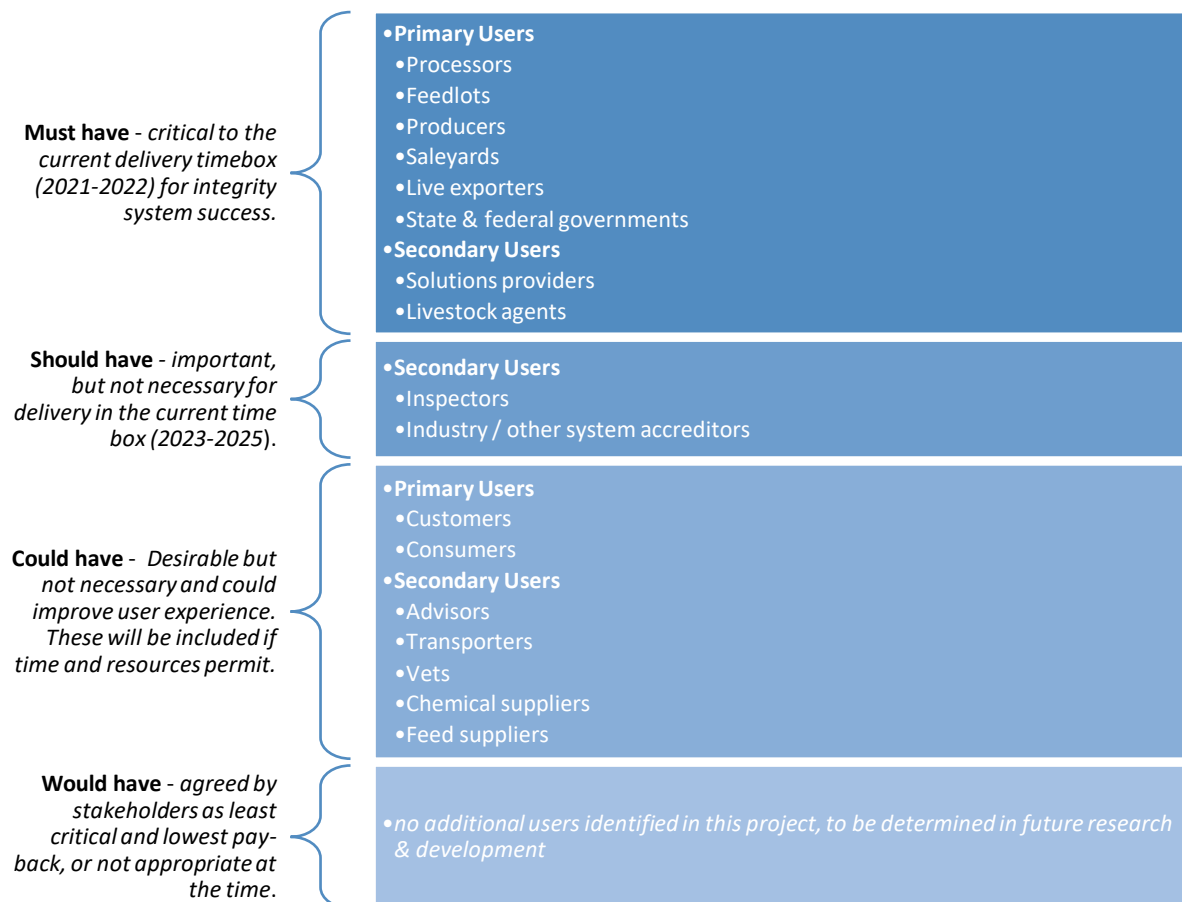 Must have - critical to the
current delivery timebox
(2021-2022) for integrity
system success.
•Primary Users
•Processors
•Feedlots
•Producers
•Saleyards
•Live exporters
•State & federal governments
•Secondary Users
•Solutions providers
•Livestock agents
Should have - important,
but not necessary for
delivery in the current time
box (2023-2025).
•Secondary Users
•Inspectors
•Industry / other system accreditors
Could have - Desirable but
not necessary and could
improve user experience.
These will be included if
time and resources permit.
•Primary Users
•Customers
•Consumers
•Secondary Users
•Advisors
•Transporters
•Vets
•Chemical suppliers
•Feed suppliers
Would have - agreed by
stakeholders as least
critical and lowest pay-
back, or not appropriate at
the time.
•no additional users identified in this project, to be determined in future research
& development